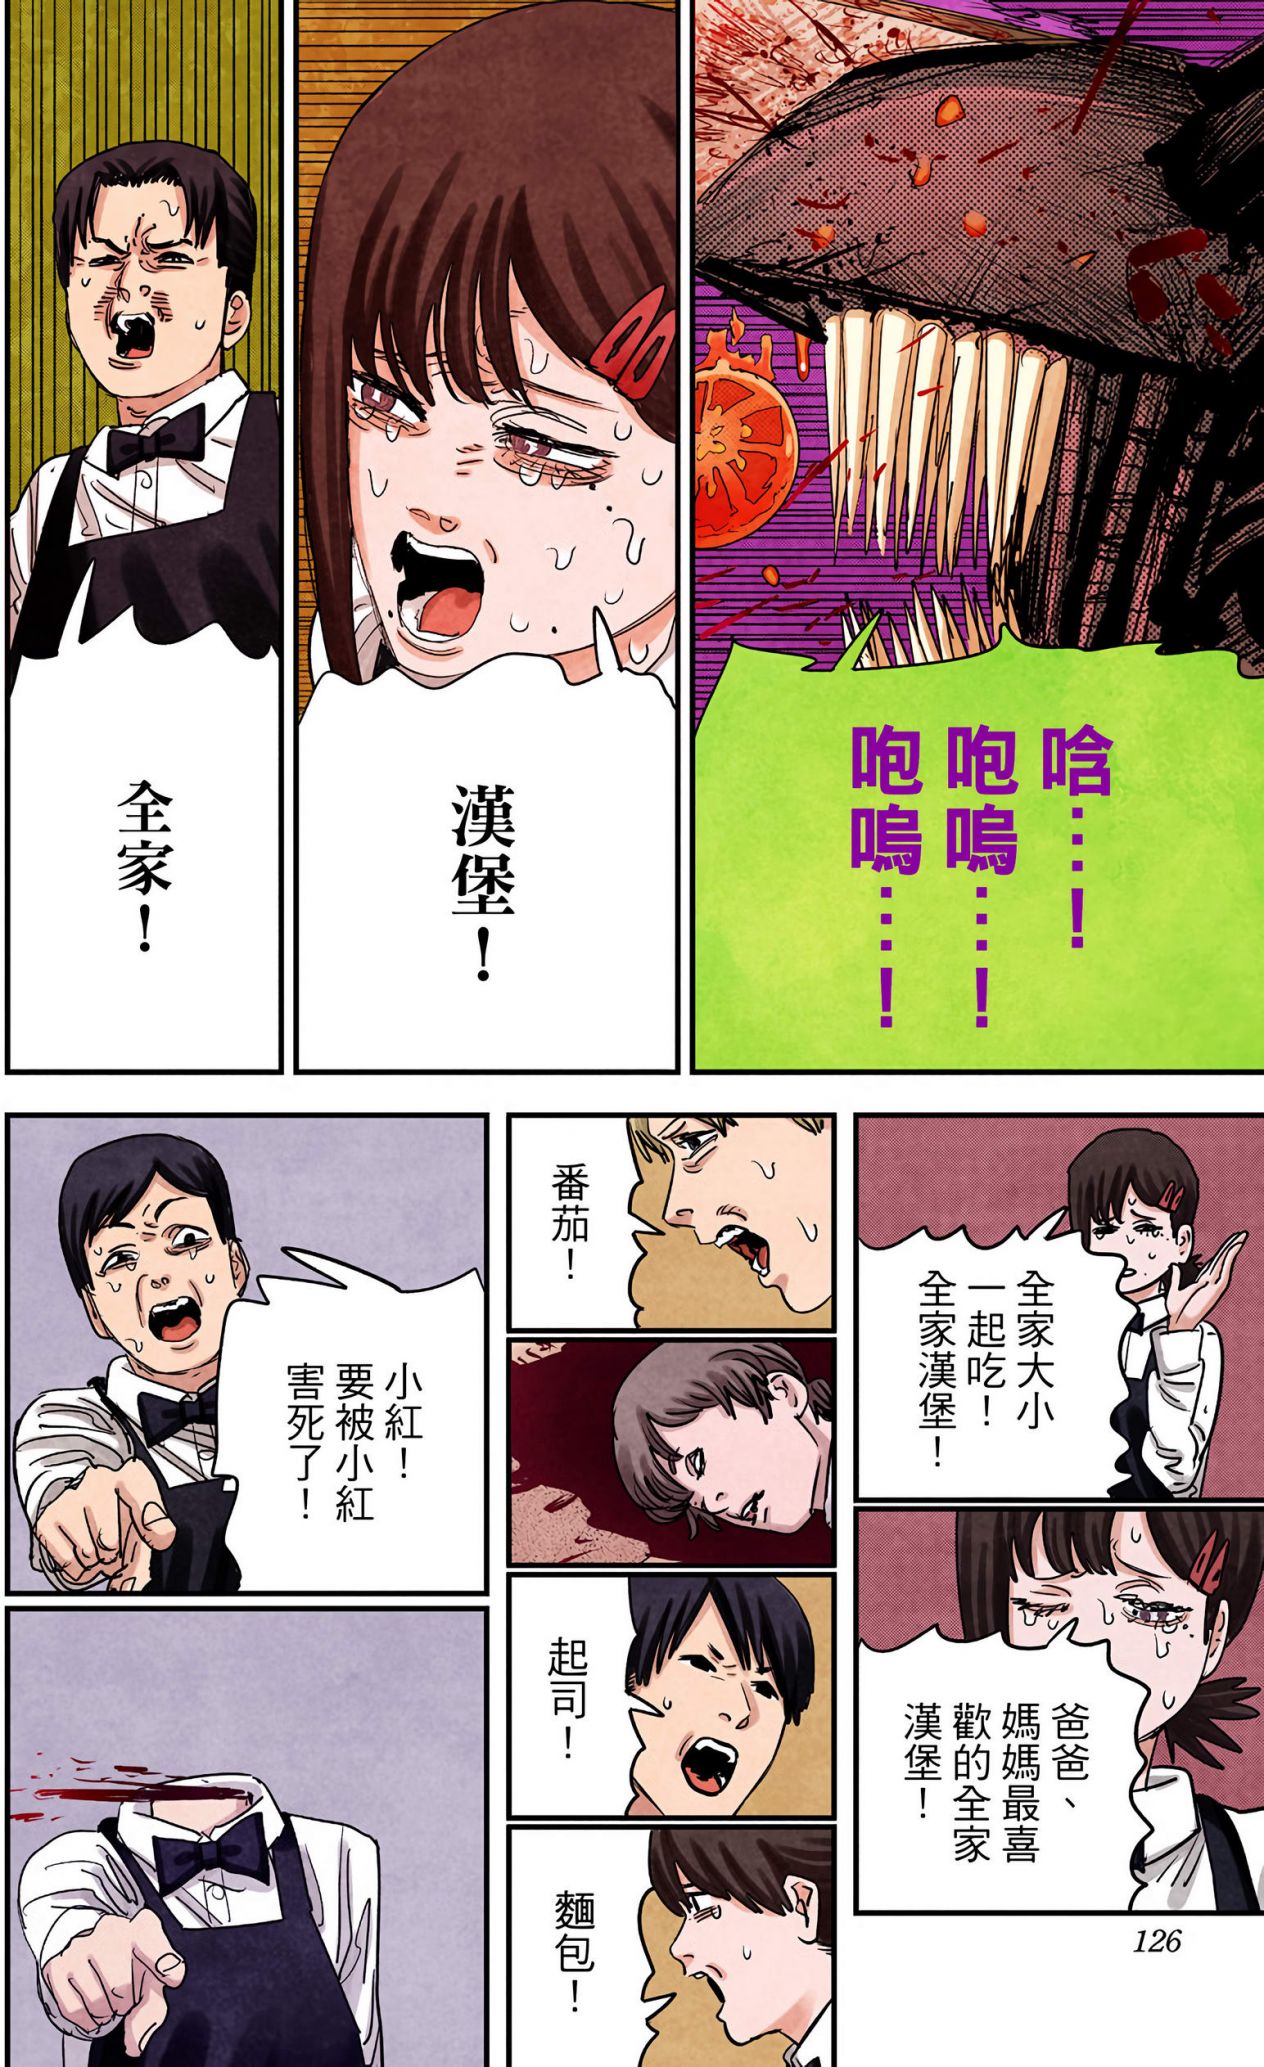 唅…！
咆嗚…！
咆嗚…！
漢堡！
全家！
全家大小
一起吃！
全家漢堡！
爸爸、
媽媽最喜
歡的全家
漢堡！
番茄！
起司！
麵包！
小紅！
要被小紅
害死了！
126